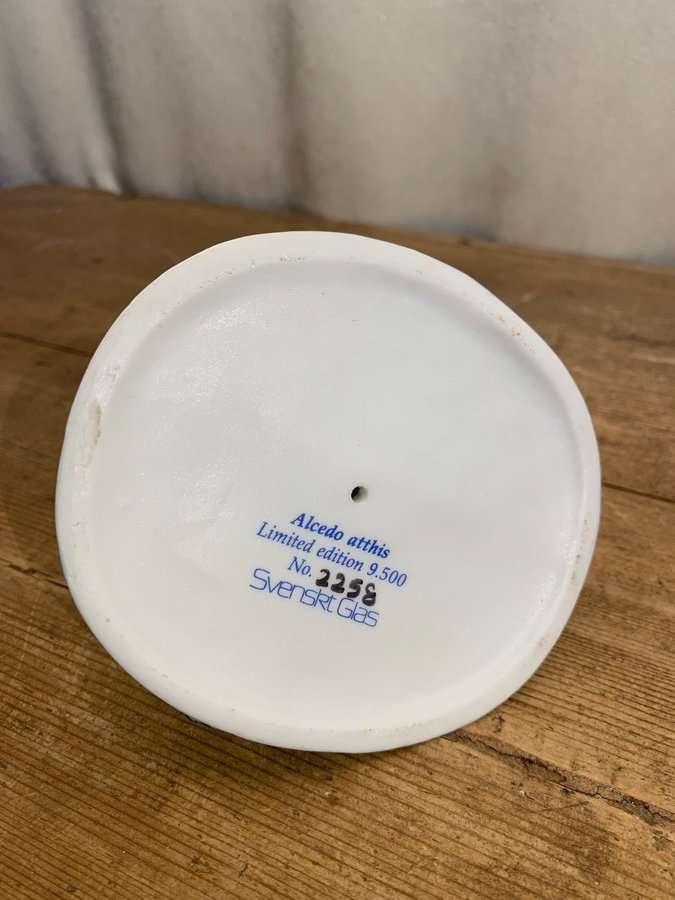 Alcedo atthis
Limited edition 9.500
No. 2258
Svenskt Glas